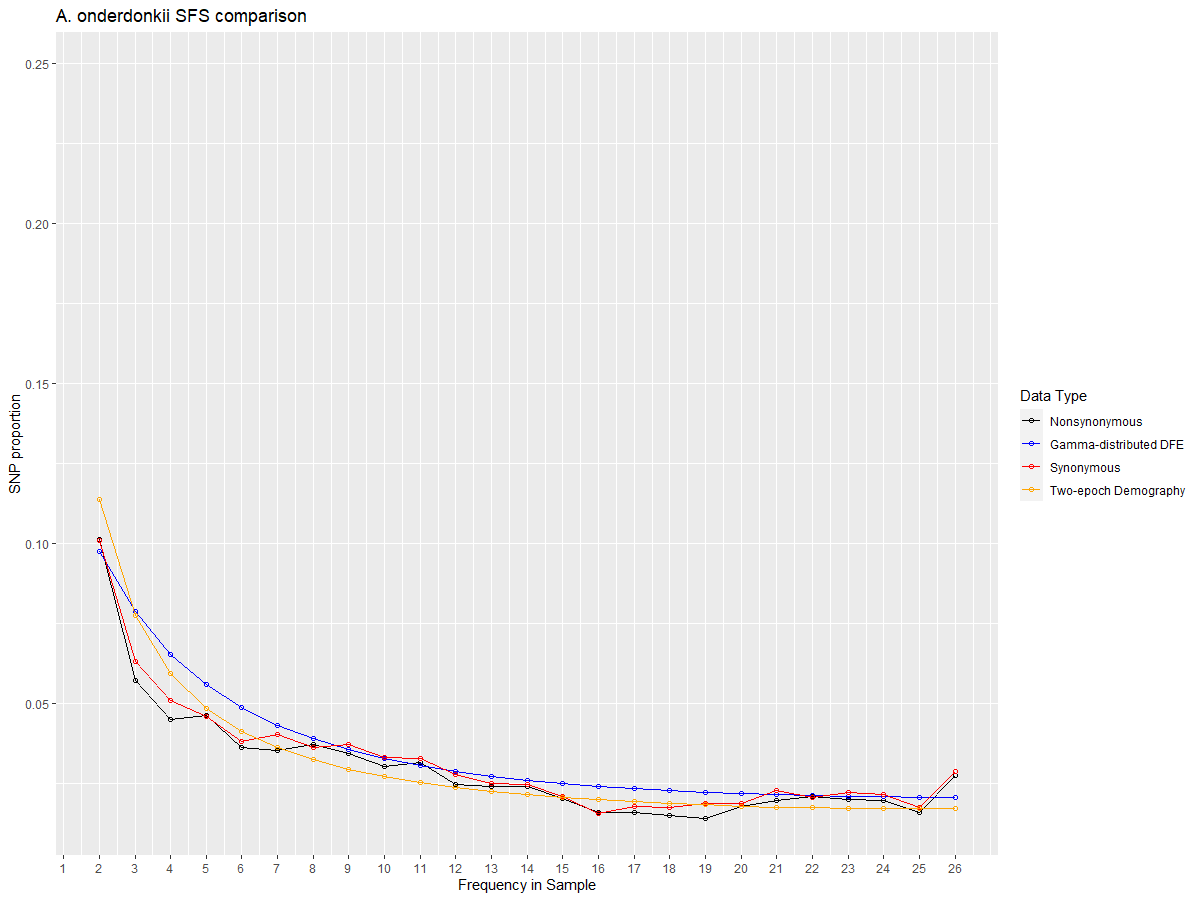 A. onderdonkii SFS comparison
0.25
0.20
0.15
0.10
0.05
SNP proportion
1 2 3 4 5 6 7 8 9 10 11 12 13 14 15 16 17 18 19 20 21 22 23 24 25 26
Frequency in Sample
Data Type
Nonsynonymous
Gamma-distributed DFE
Synonymous
Two-epoch Demography